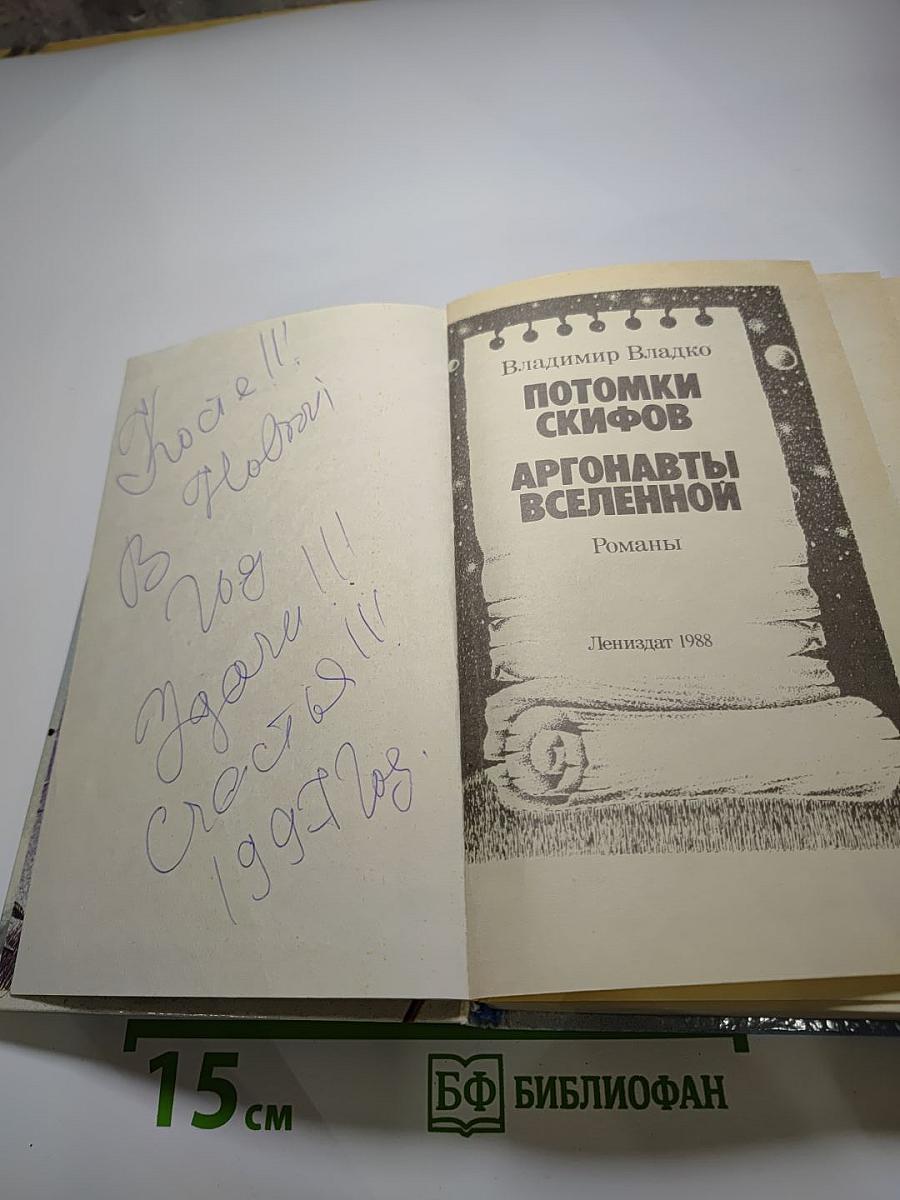 Косте!!!
В Новый
год !!!
Удачи!!!
Счастья!!!
1997 год.
Владимир Владко
ПОТОМКИ
СКИФОВ
АРГОНАВТЫ
ВСЕЛЕННОЙ
Романы
Лениздат 1988
15 см
БФ БИБЛИОФАН